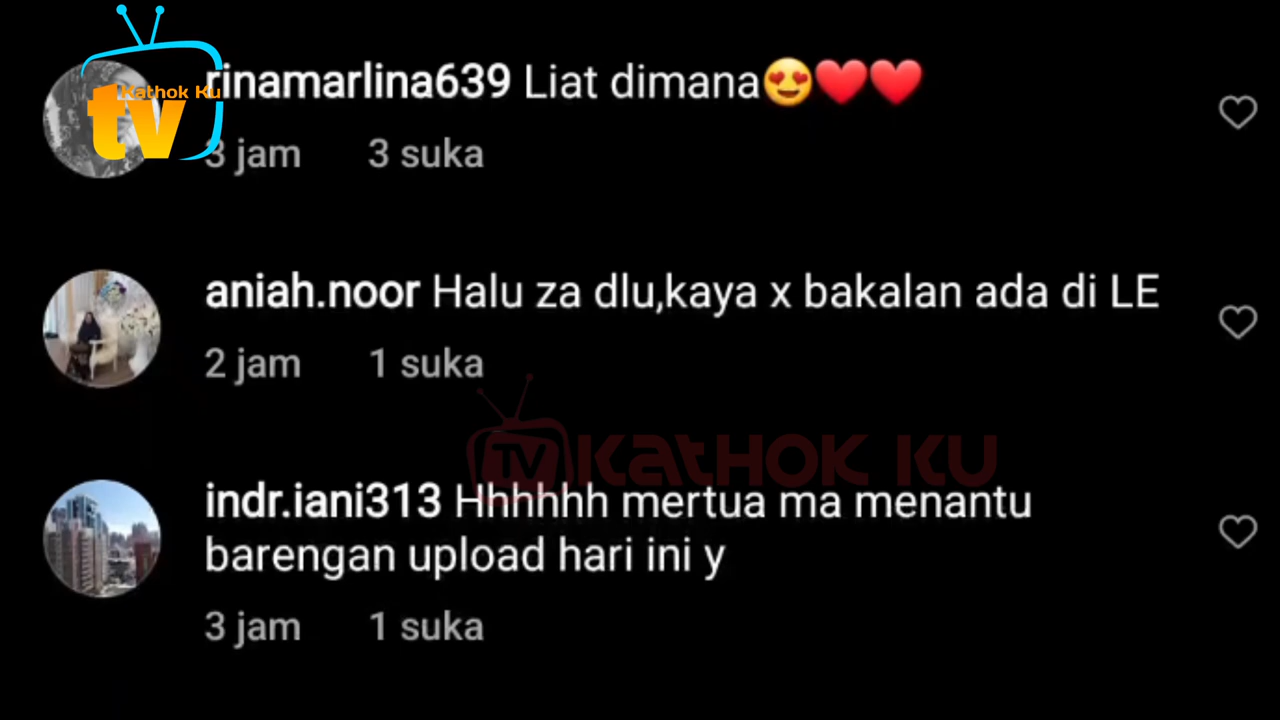 Kathok Ku
tv
rinamarlina639 Liat dimana😍❤️❤️
3 jam 3 suka
aniah.noor Halu za dlu,kaya x bakalan ada di LE
2 jam 1 suka
TV KATHOK KU
indr.iani313 Hhhhhh mertua ma menantu
barengan upload hari ini y
3 jam 1 suka